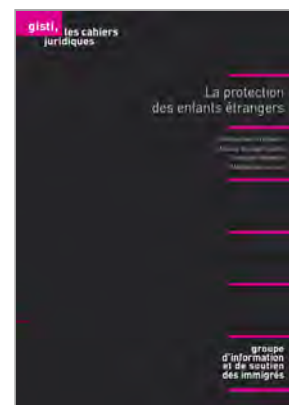 gisti,
les cahiers
juridiques
La protection
des enfants étrangers
groupe
d'information
et de soutien
des immigrés